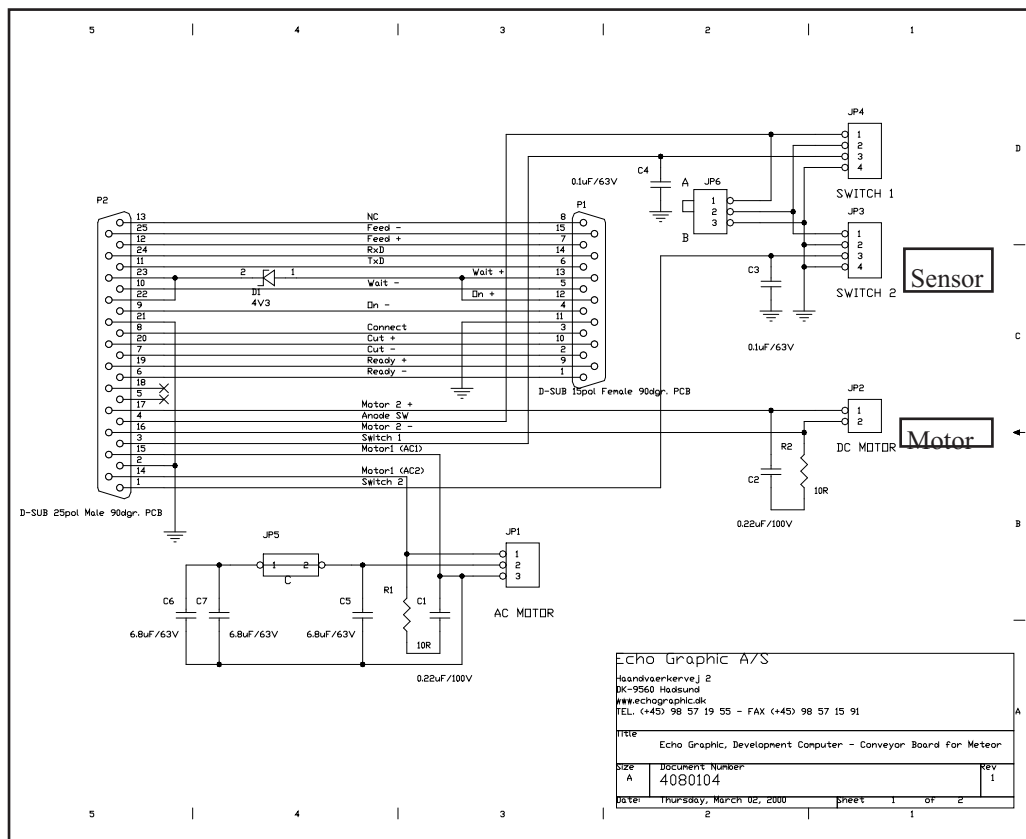 5 4 3 2 1
D
C
B
A
JP4
1
2
3
4
SWITCH 1
C4
0.1uF/63V
A
JP6
1
2
3
B
JP3
1
2
3
4
SWITCH 2
Sensor
C3
0.1uF/63V
P2
P1
13 NC 8
25 Feed - 15
12 Feed + 7
24 RxD 14
11 TxD 6
23 2 1 Wait + 13
10 Wait - 5
22 On + 12
D1
4V3
9 On - 4
21 11
8 Connect 3
20 Cut + 10
7 Cut - 2
19 Ready + 9
6 Ready - 1
18
5
17 Motor 2 +
4 Anode SW
16 Motor 2 -
3 Switch 1
15 Motor1 (AC1)
2
14 Motor1 (AC2)
1 Switch 2
D-SUB 15pol Female 90dgr. PCB
D-SUB 25pol Male 90dgr. PCB
JP2
1
2
DC MOTOR
Motor
R2
C2
10R
0.22uF/100V
JP5
1 2
C
JP1
1
2
3
AC MOTOR
C6
C7
C5
R1
C1
6.8uF/63V
6.8uF/63V
6.8uF/63V
10R
0.22uF/100V
Echo Graphic A/S
Haandvaerkervej 2
DK-9560 Hadsund
www.echographic.dk
TEL. (+45) 98 57 19 55 - FAX (+45) 98 57 15 91
Title
Echo Graphic, Development Computer - Conveyor Board for Meteor
Size Document Number Rev
A 4080104 1
Date: Thursday, March 02, 2000 Sheet 1 of 2
5 4 3 2 1